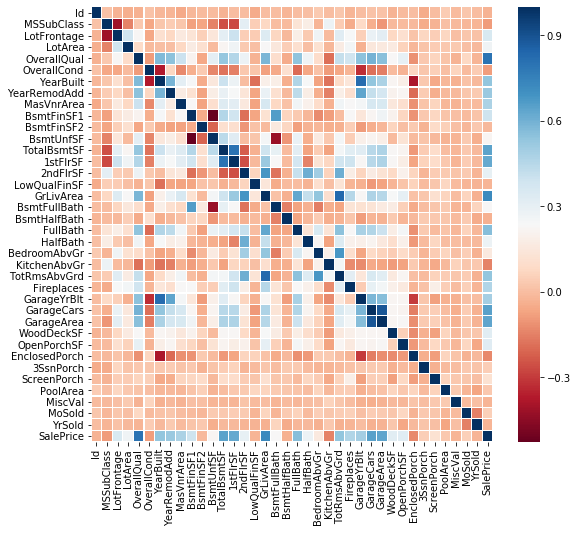 Id
MSSubClass
LotFrontage
LotArea
OverallQual
OverallCond
YearBuilt
YearRemodAdd
MasVnrArea
BsmtFinSF1
BsmtFinSF2
BsmtUnfSF
TotalBsmtSF
1stFlrSF
2ndFlrSF
LowQualFinSF
GrLivArea
BsmtFullBath
BsmtHalfBath
FullBath
HalfBath
BedroomAbvGr
KitchenAbvGr
TotRmsAbvGrd
Fireplaces
GarageYrBlt
GarageCars
GarageArea
WoodDeckSF
OpenPorchSF
EnclosedPorch
3SsnPorch
ScreenPorch
PoolArea
MiscVal
MoSold
YrSold
SalePrice
Id
MSSubClass
LotFrontage
LotArea
OverallQual
OverallCond
YearBuilt
YearRemodAdd
MasVnrArea
BsmtFinSF1
BsmtFinSF2
BsmtUnfSF
TotalBsmtSF
1stFlrSF
2ndFlrSF
LowQualFinSF
GrLivArea
BsmtFullBath
BsmtHalfBath
FullBath
HalfBath
BedroomAbvGr
KitchenAbvGr
TotRmsAbvGrd
Fireplaces
GarageYrBlt
GarageCars
GarageArea
WoodDeckSF
OpenPorchSF
EnclosedPorch
3SsnPorch
ScreenPorch
PoolArea
MiscVal
MoSold
YrSold
SalePrice
0.9
0.6
0.3
0.0
−0.3